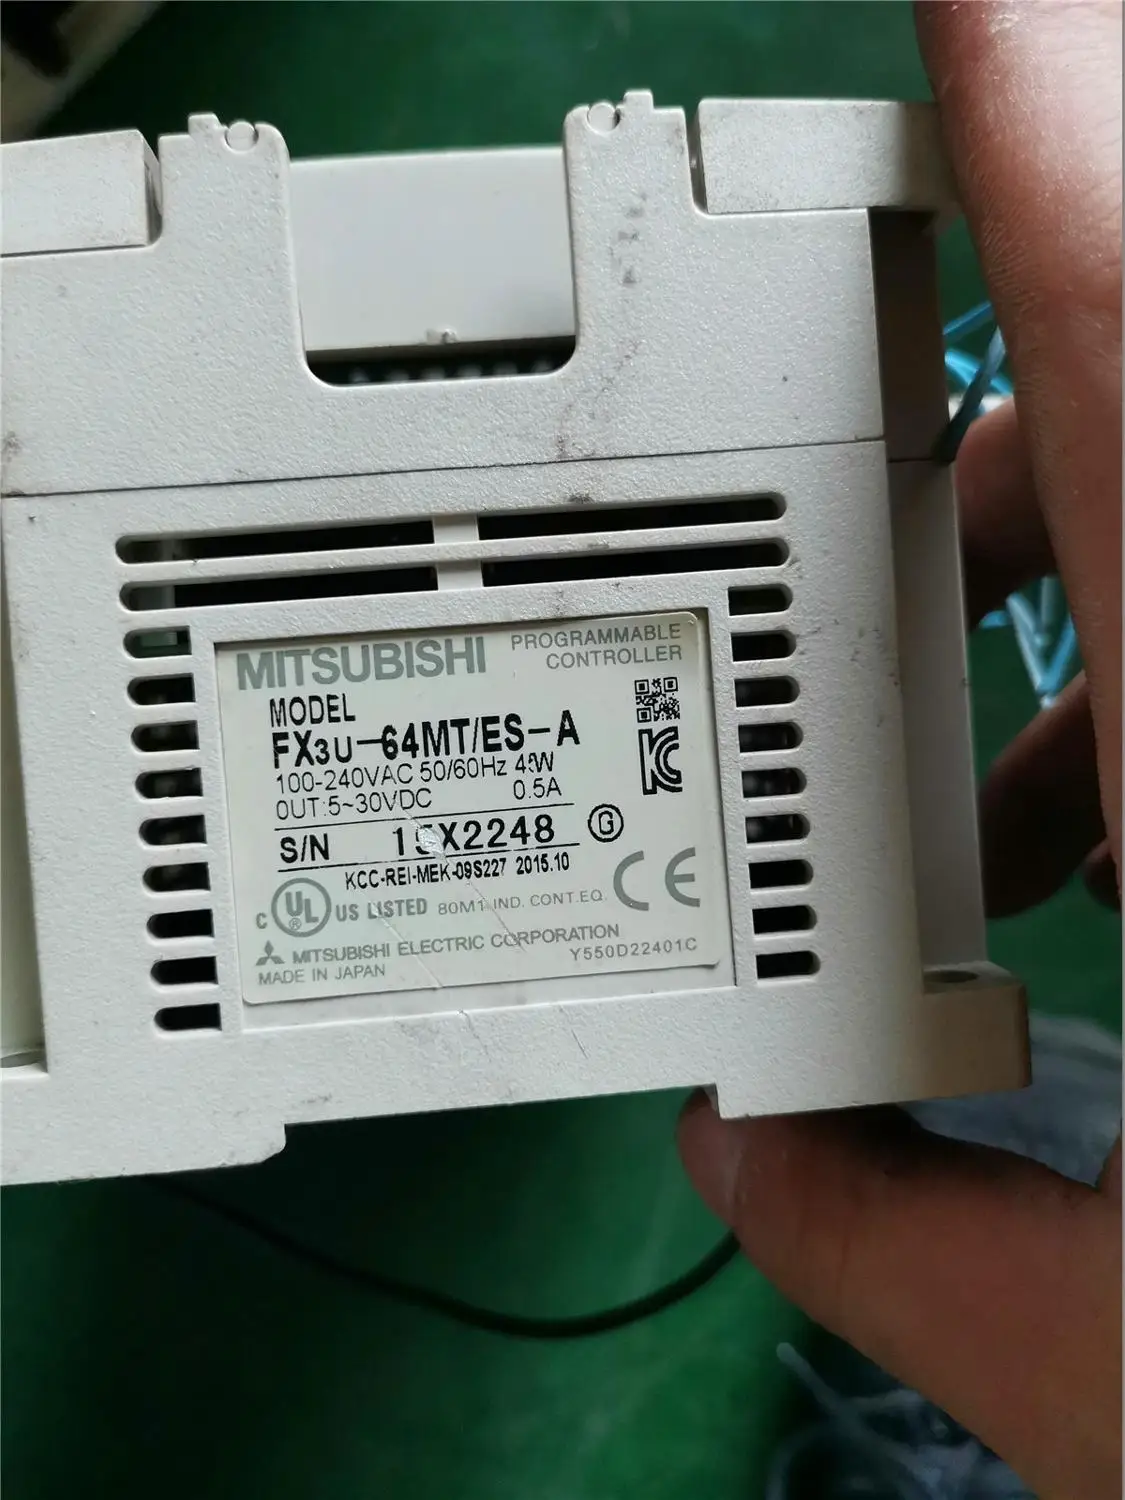 MITSUBISHI
PROGRAMMABLE
CONTROLLER
MODEL
FX3U-64MT/ES-A
100-240VAC 50/60Hz
OUT:5~30VDC 0.5A
S/N
KCC-REI-MEK-09S227 2015.10
C UL ® US LISTED 80M1 IND. CONT.EQ.
CE
KC
G
MITSUBISHI ELECTRIC CORPORATION
MADE IN JAPAN
Y550D22401C